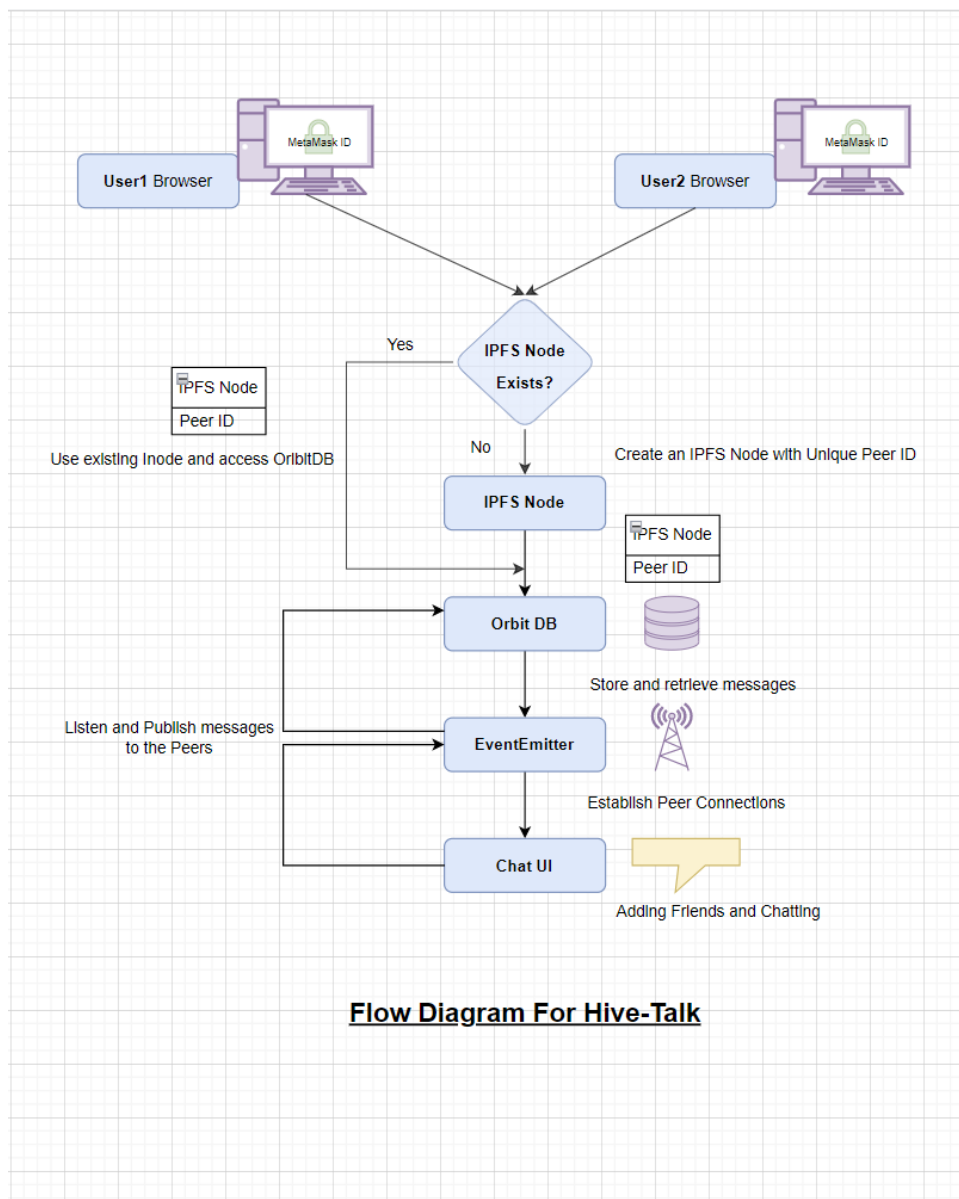 MetaMask ID
MetaMask ID
User1 Browser
User2 Browser
Yes
IPFS Node
Exists?
IPFS Node
Peer ID
No
Use existing Inode and access OribitDB
Create an IPFS Node with Unique Peer ID
IPFS Node
IPFS Node
Peer ID
Orbit DB
Store and retrieve messages
Listen and Publish messages
to the Peers
EventEmitter
Establish Peer Connections
Chat UI
Adding Friends and Chatting
Flow Diagram For Hive-Talk